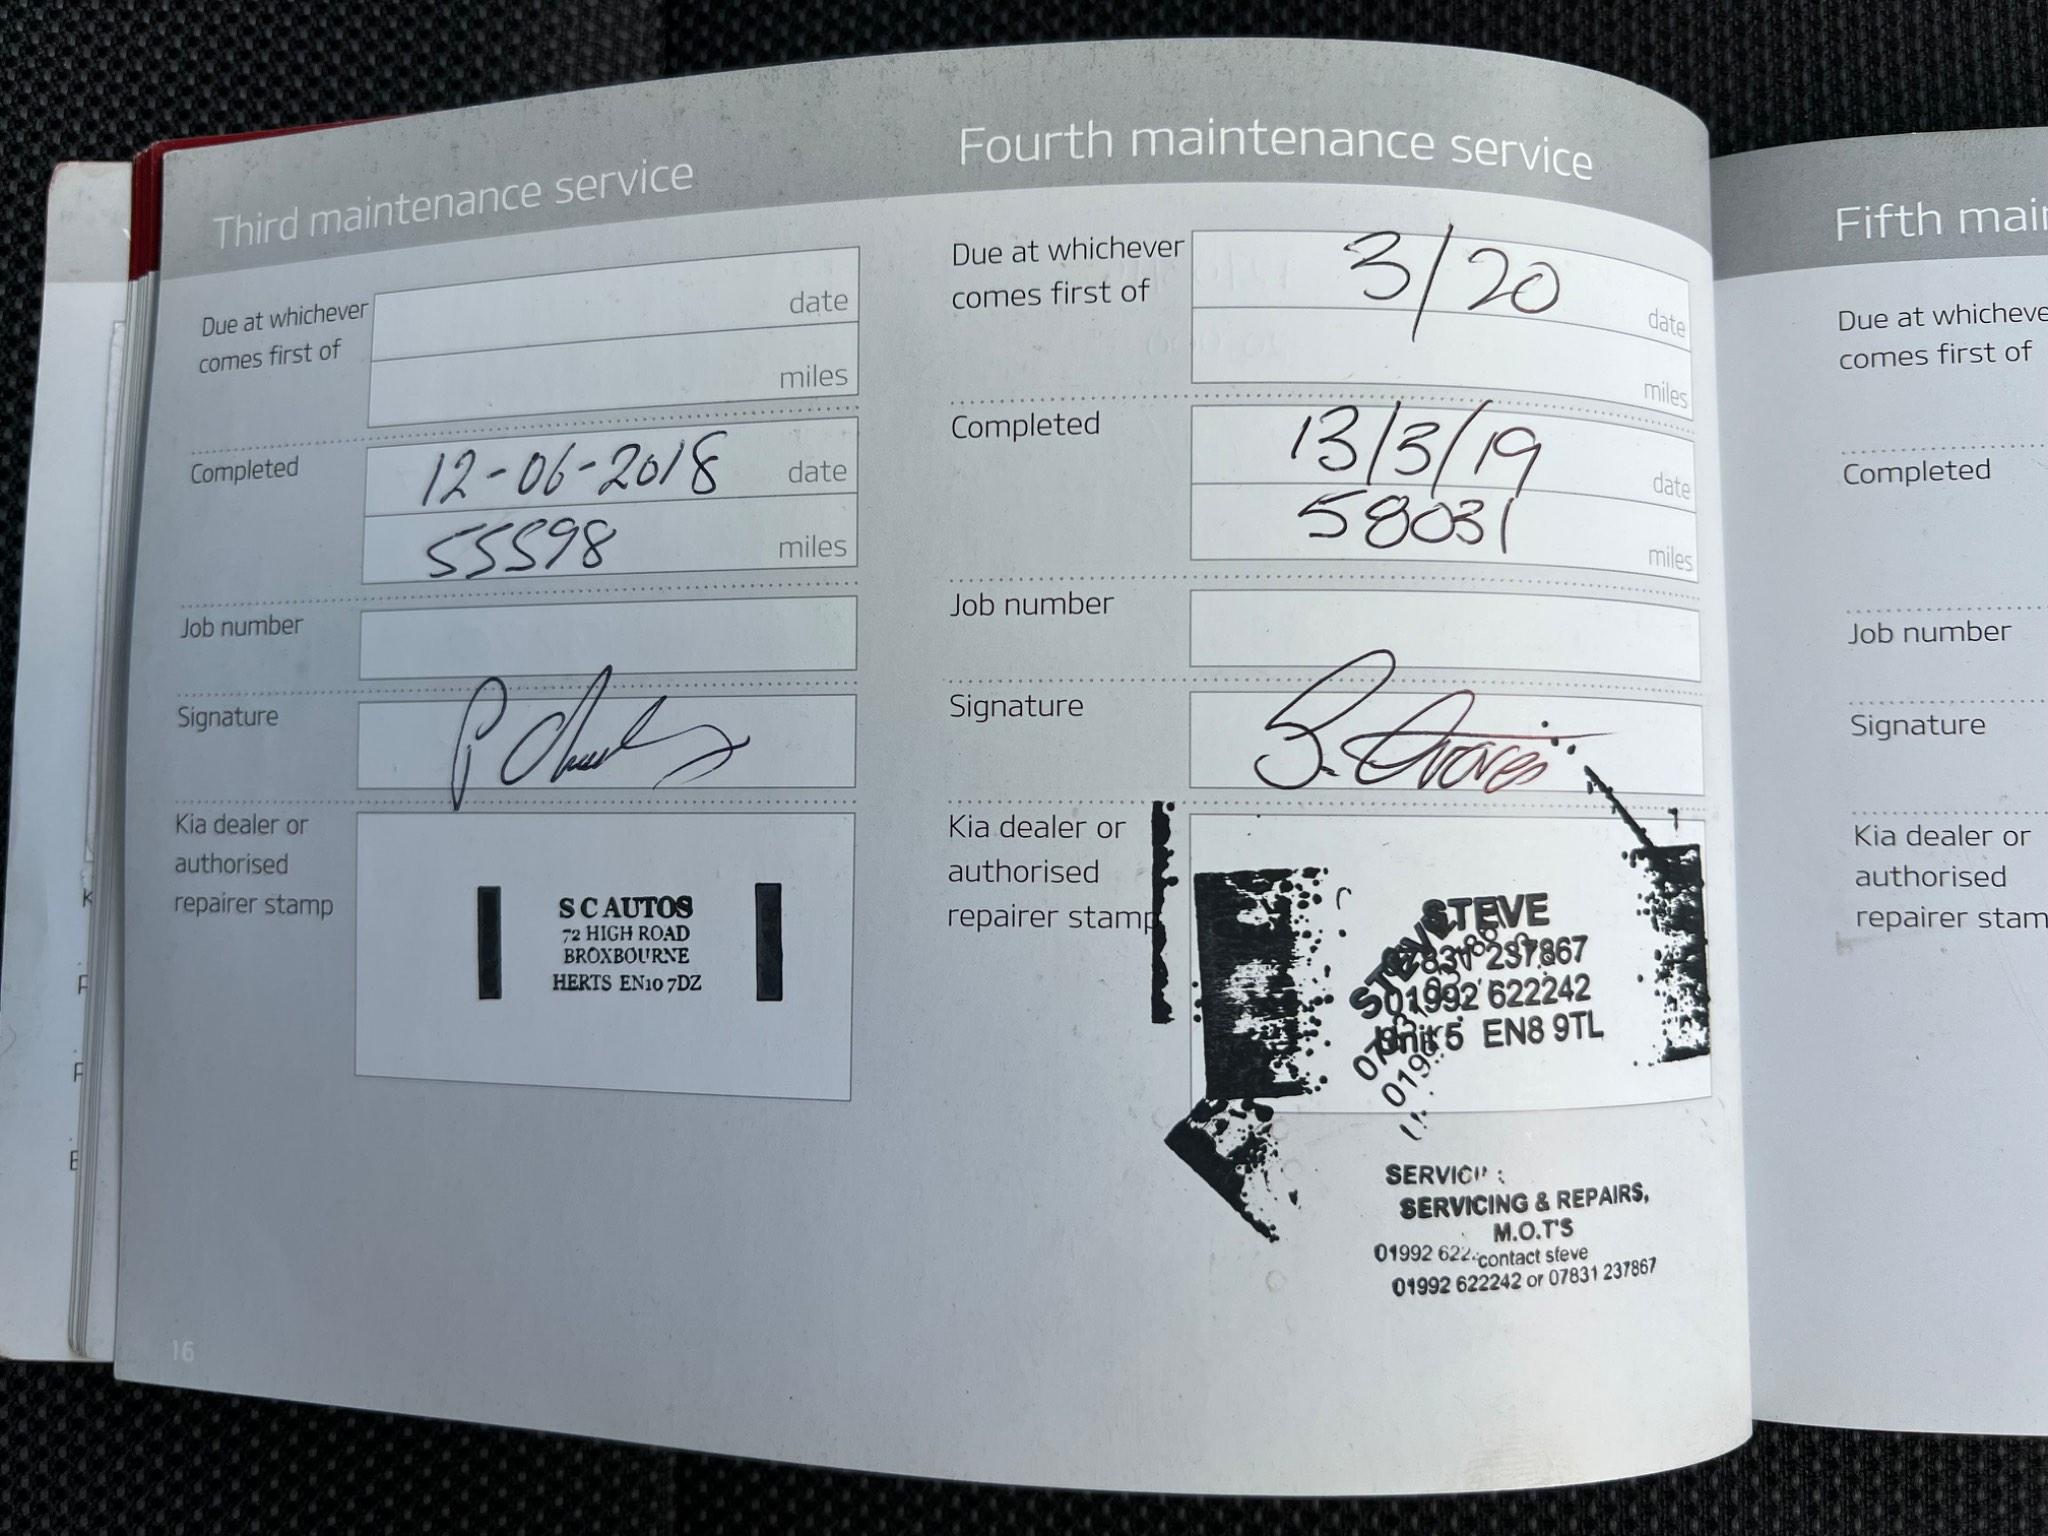 Third maintenance service
Due at whichever
comes first of
date
miles
Completed
12-06-2018 date
55598 miles
Job number
Signature
Kia dealer or
authorised
repairer stamp
S C AUTOS
72 HIGH ROAD
BROXBOURNE
HERTS EN10 7DZ
16
Fourth maintenance service
Due at whichever
comes first of
3/20 date
miles
Completed
13/3/19 date
58031 miles
Job number
Signature
Kia dealer or
authorised
repairer stamp
STEVE
237867
01992 622242
Unit 5 EN8 9TL
SERVICING & REPAIRS,
M.O.T'S
01992 622
contact steve
01992 622242 or 07831 237867
Fifth
Due at
comes first of
Completed
Job number
Signature
Kia dealer or
authorised
repairer